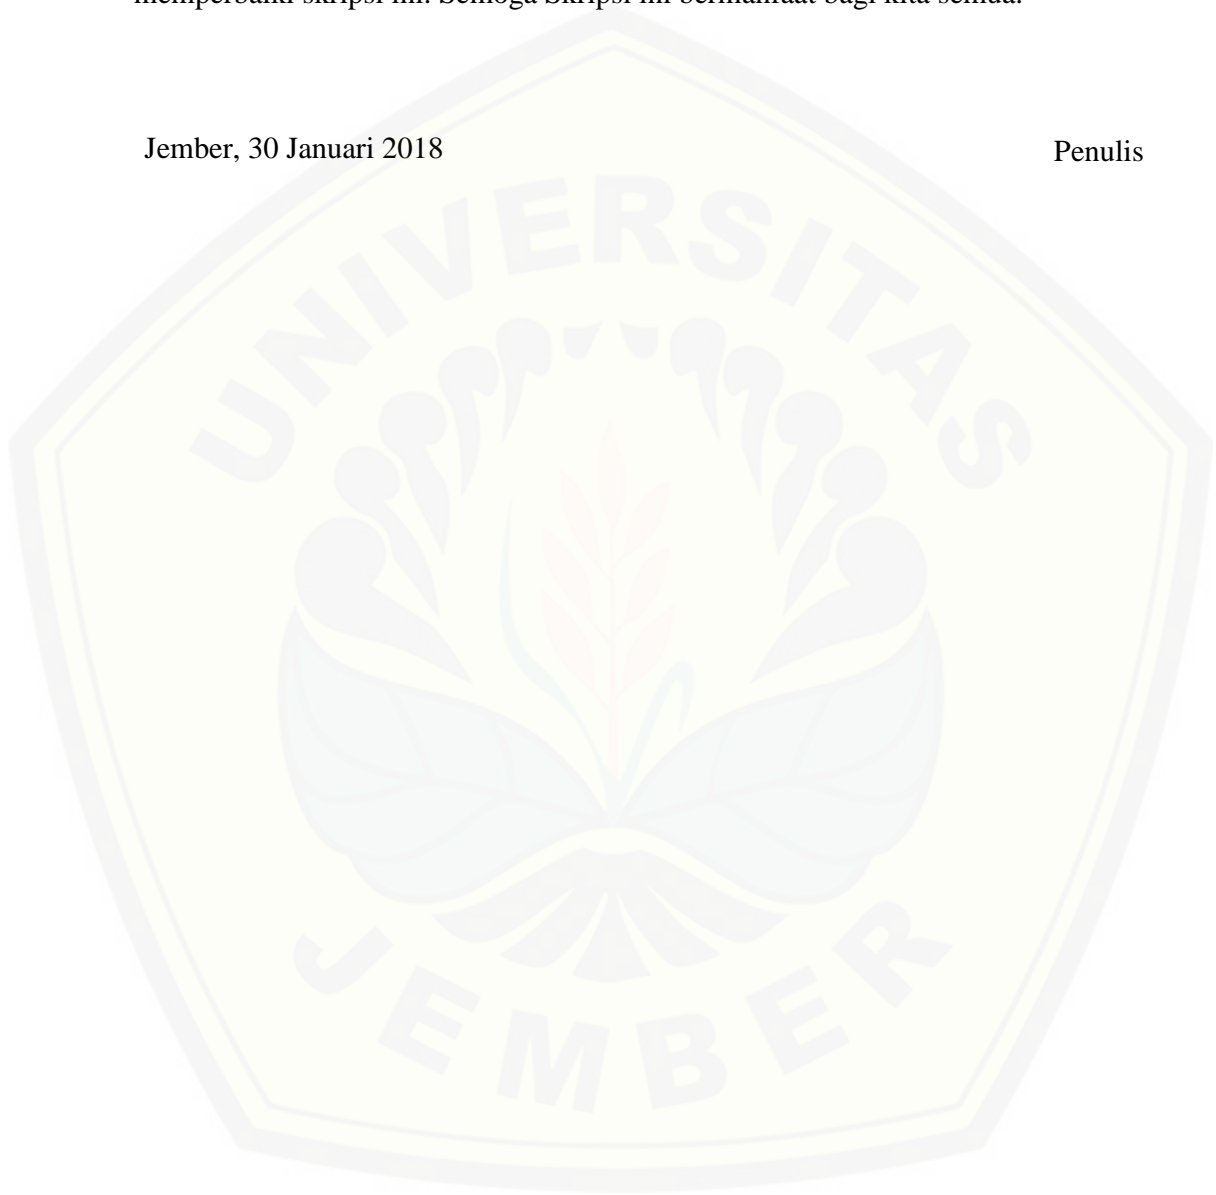 memperbaiki skripsi ini. Semoga Skripsi ini bermanfaat bagi kita semua.
Jember, 30 Januari 2018 Penulis
UNIVERSITAS
JEMBER